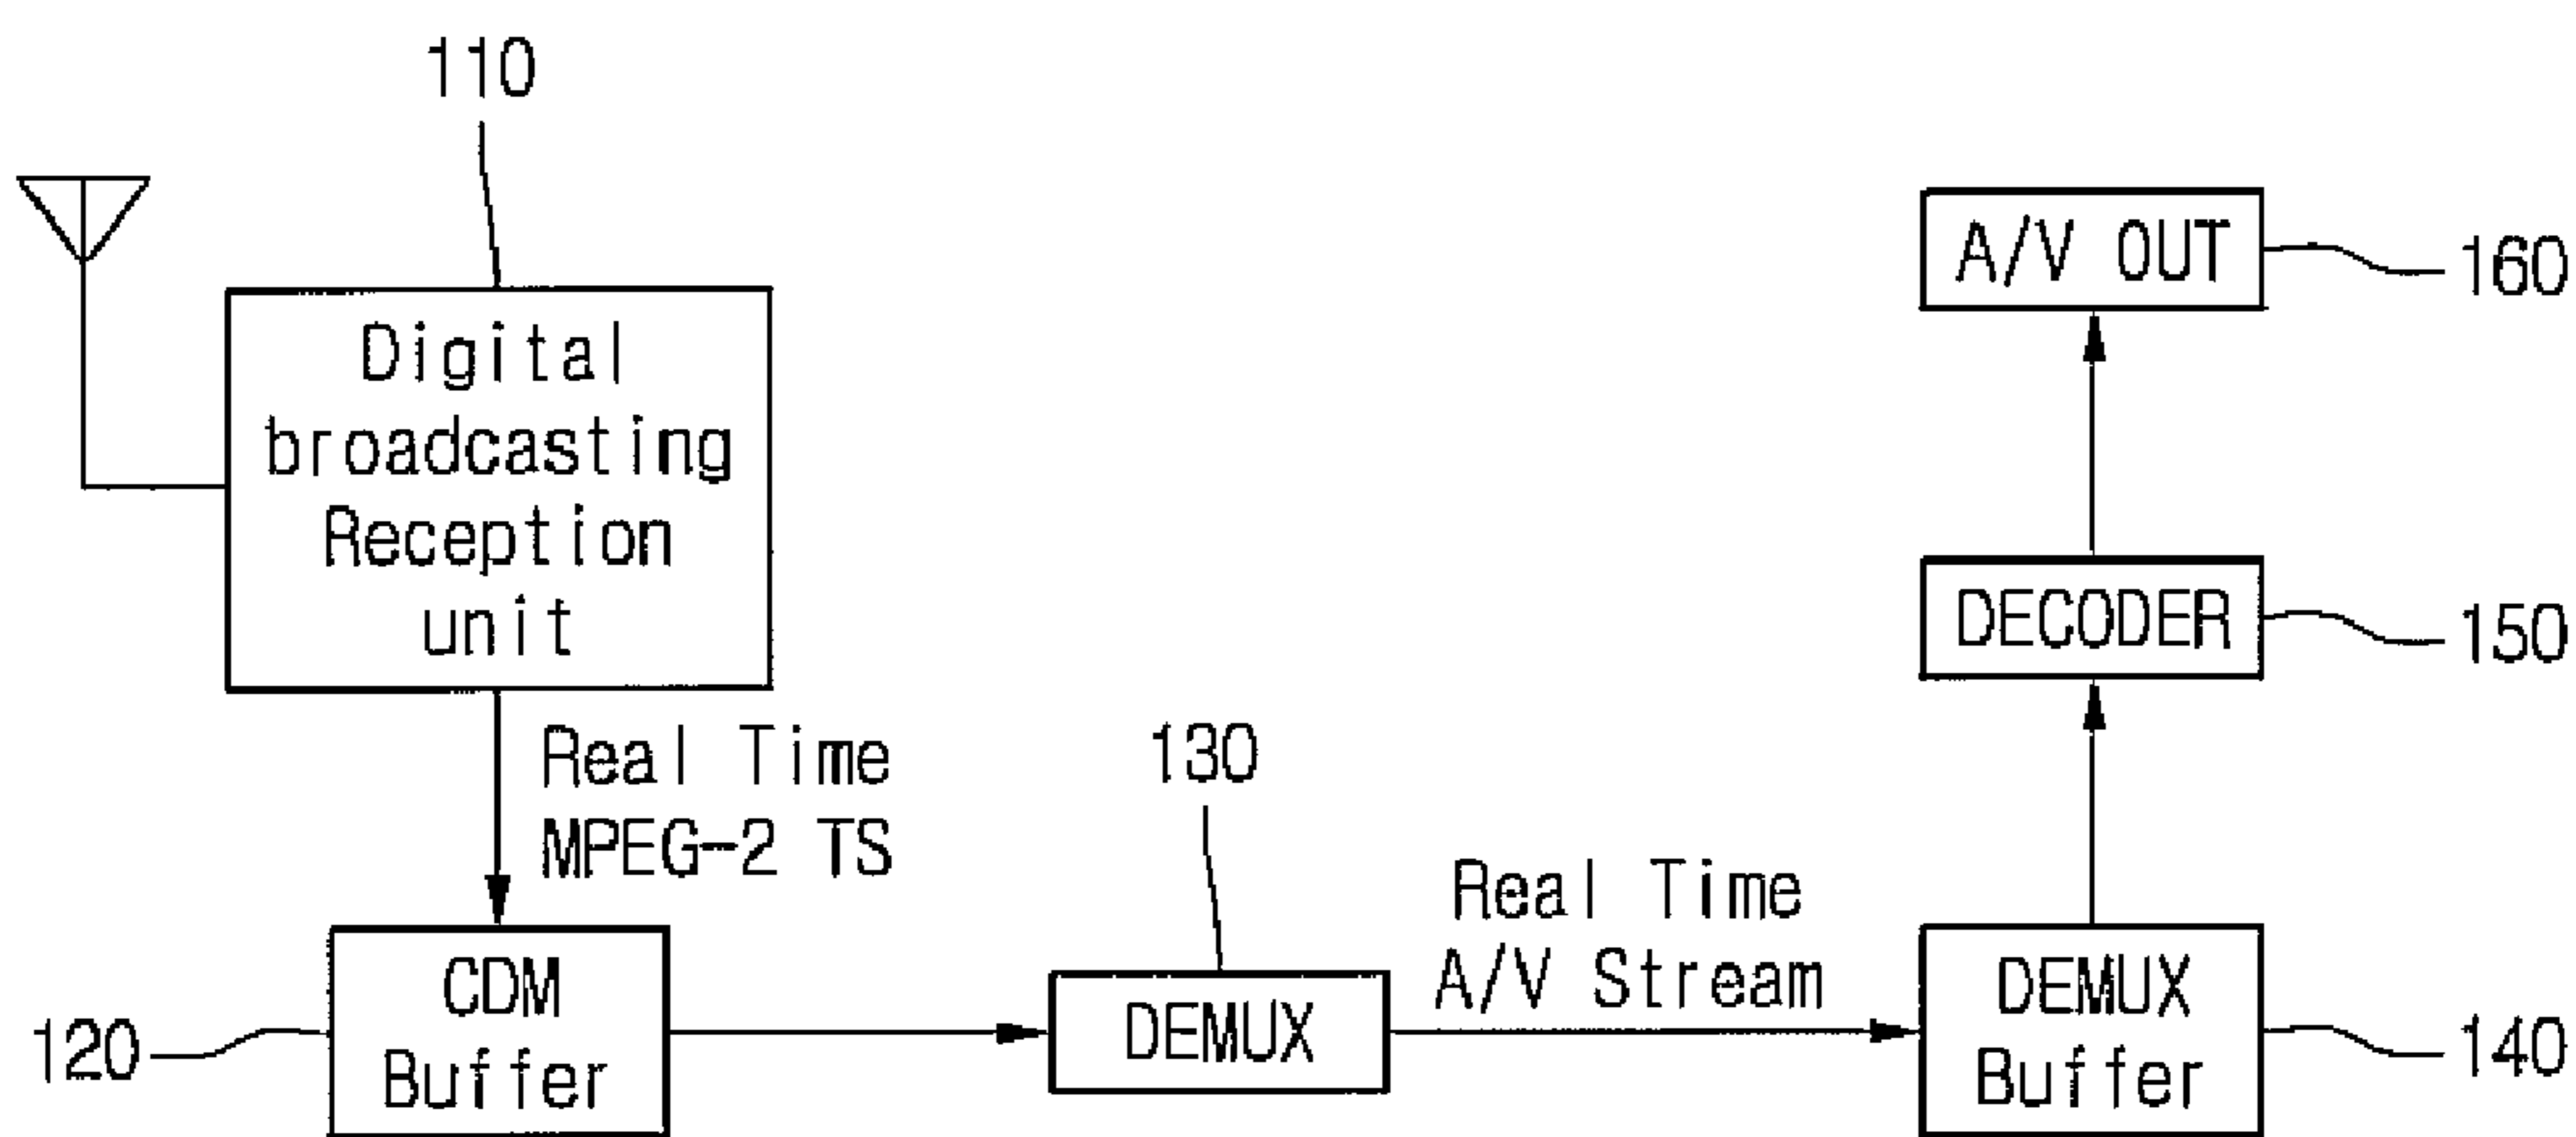 110
Digital
broadcasting
Reception
unit
Real Time
MPEG-2 TS
120
CDM
Buffer
130
DEMUX
Real Time
A/V Stream
DEMUX
Buffer
140
DECODER
150
A/V OUT
160